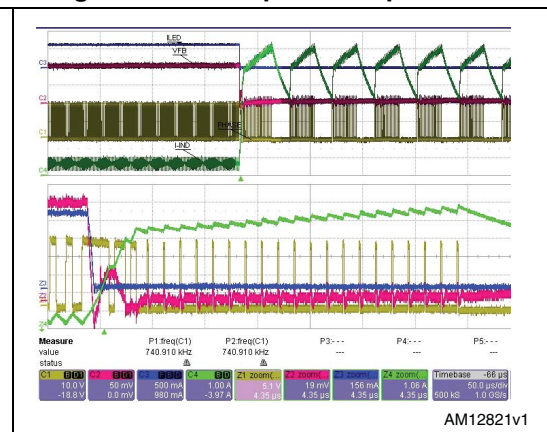 ILED
VFB
C3
C2
PHASE
I-IND
C4
Measure P1:freq(C1) P2:freq(C1) P3:- - - P4:- - - P5:- - -
value 740.910 kHz 740.910 kHz --- --- ---
status
C1 C2 C3 C4 Z1 zoom(... Z2 zoom(... Z3 zoom(... Z4 zoom(... Timebase -66 µs
10.0 V 50 mV 500 mA 1.00 A 5.1 V 19 mV 156 mA 1.06 A 50.0 µs/div
-18.8 V 0.0 mV 980 mA -3.97 A 4.35 µs 4.35 µs 4.35 µs 4.35 µs 500 kS 1.0 GS/s
AM12821v1